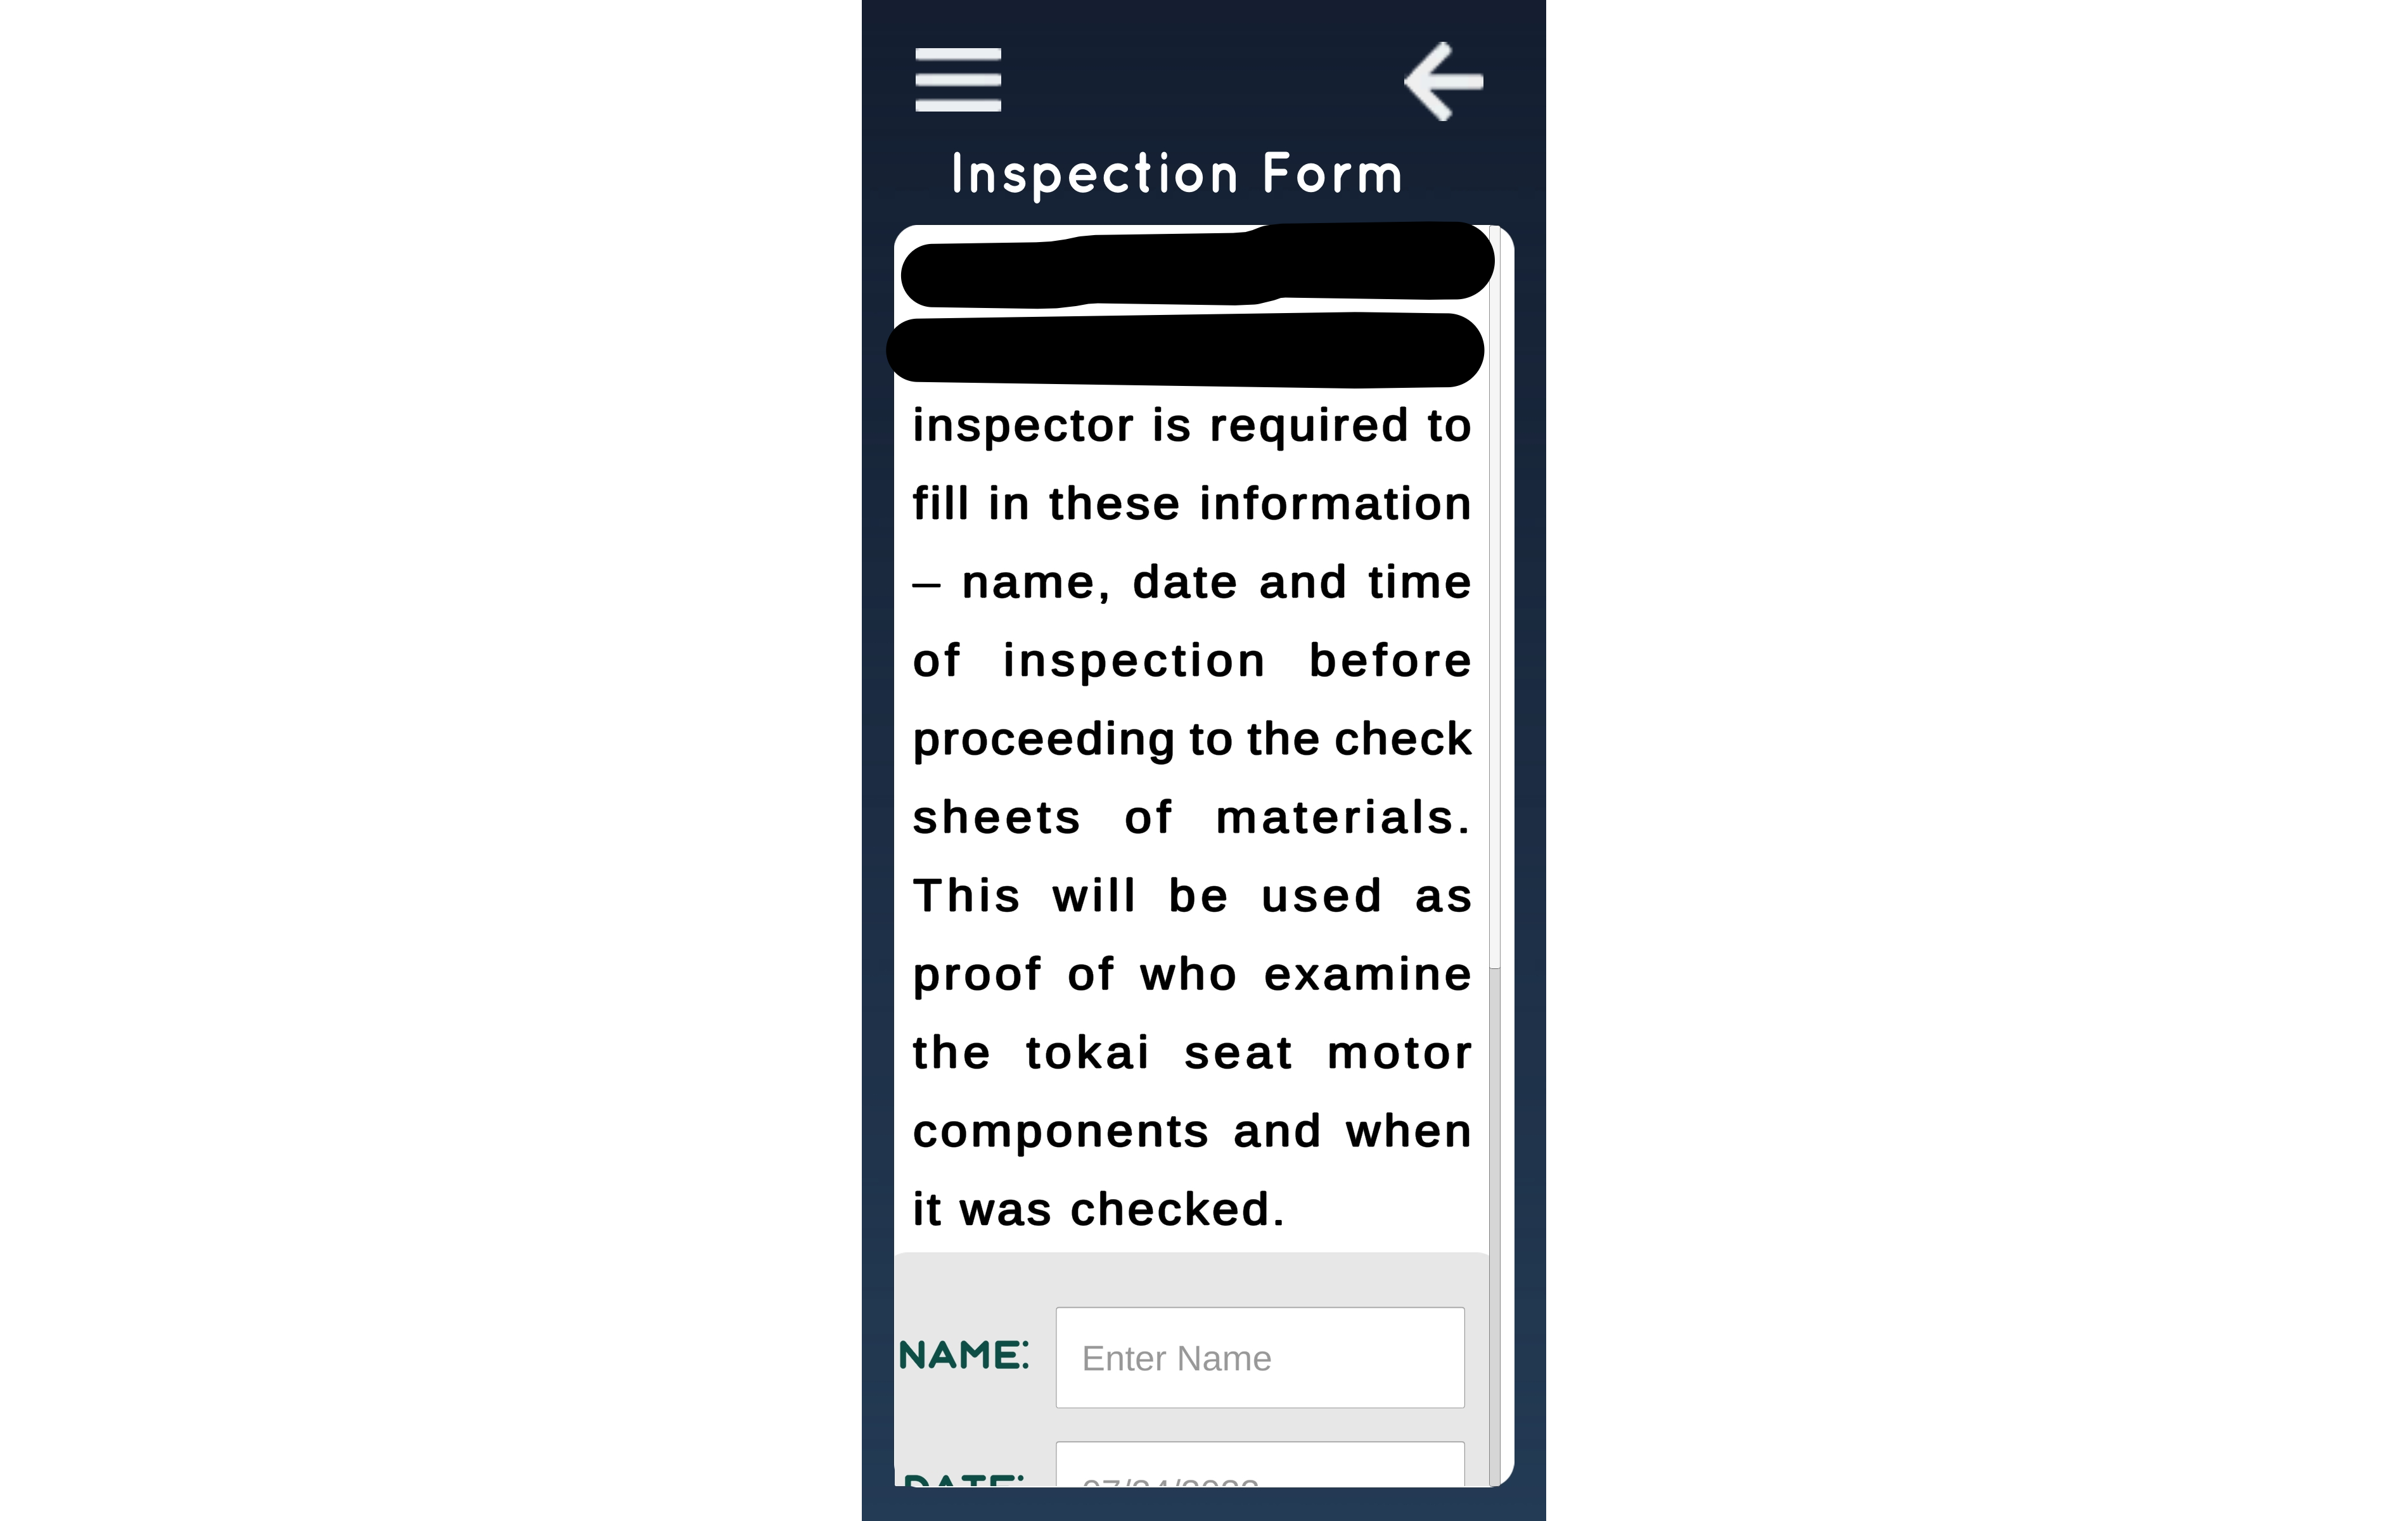 Inspection Form
inspector is required to
fill in these information
– name, date and time
of inspection before
proceeding to the check
sheets of materials.
This will be used as
proof of who examine
the tokai seat motor
components and when
it was checked.
NAME: Enter Name
DATE: